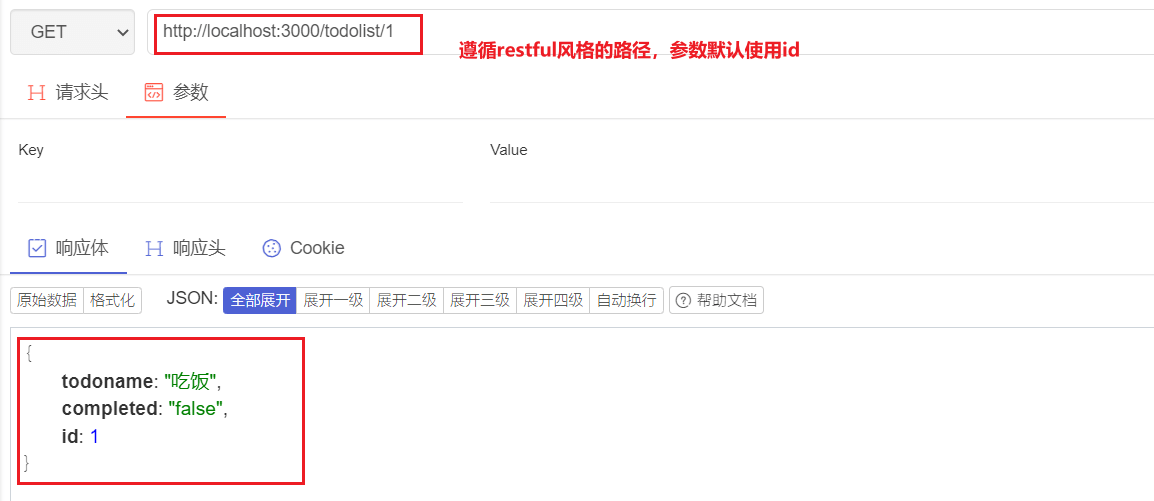 GET
http://localhost:3000/todolist/1
遵循restful风格的路径，参数默认使用id
请求头 参数
Key Value
响应体 响应头 Cookie
原始数据 格式化 JSON: 全部展开 展开一级 展开二级 展开三级 展开四级 自动换行 帮助文档
{
todoname: "吃饭",
completed: "false",
id: 1
}